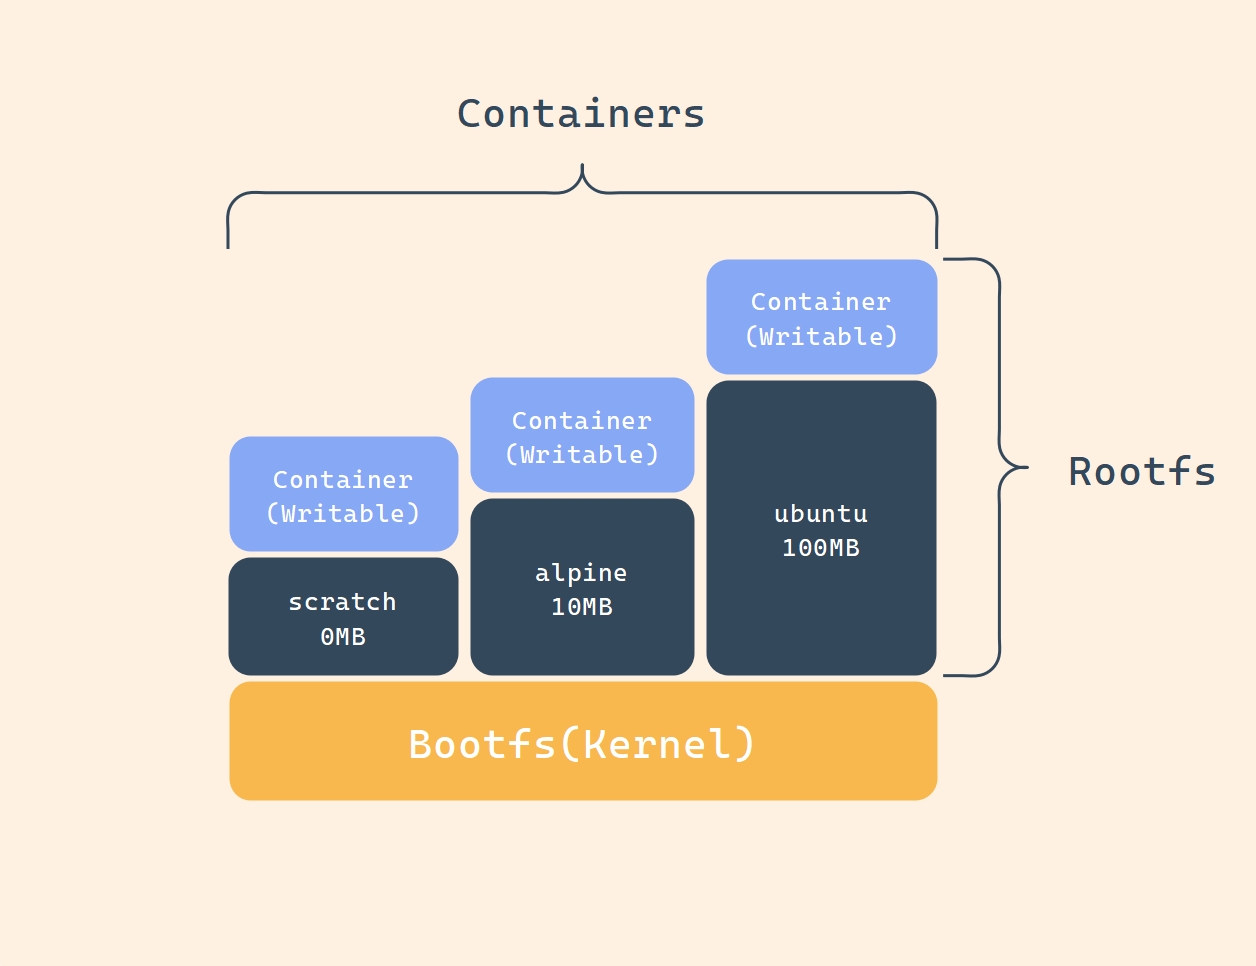 Containers
Container
(Writable)
Container
(Writable)
Container
(Writable)
scratch
0MB
alpine
10MB
ubuntu
100MB
Rootfs
Bootfs(Kernel)